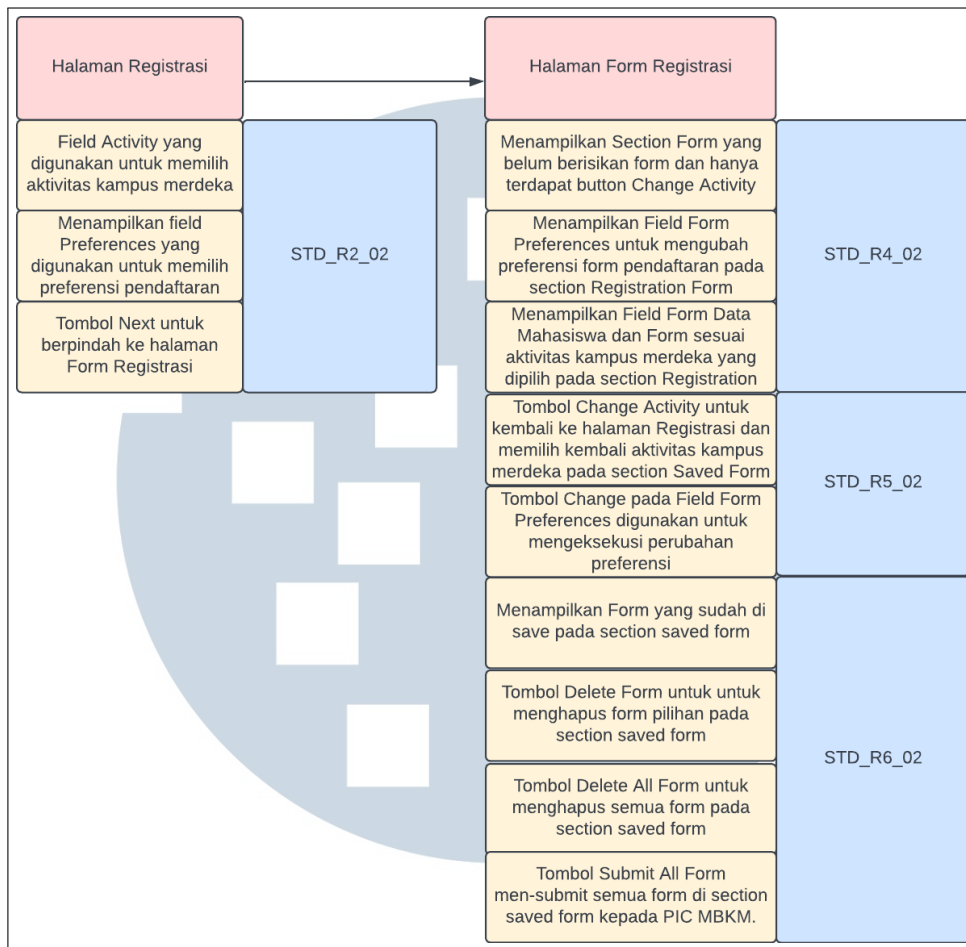 Halaman Registrasi
Field Activity yang
digunakan untuk memilih
aktivitas kampus merdeka
Menampilkan field
Preferences yang
digunakan untuk memilih
preferensi pendaftaran
Tombol Next untuk
berpindah ke halaman
Form Registrasi
STD_R2_02
Halaman Form Registrasi
Menampilkan Section Form yang
belum berisikan form dan hanya
terdapat button Change Activity
Menampilkan Field Form
Preferences untuk mengubah
preferensi form pendaftaran pada
section Registration Form
Menampilkan Field Form Data
Mahasiswa dan Form sesuai
aktivitas kampus merdeka yang
dipilih pada section Registration
STD_R4_02
Tombol Change Activity untuk
kembali ke halaman Registrasi dan
memilih kembali aktivitas kampus
merdeka pada section Saved Form
Tombol Change pada Field Form
Preferences digunakan untuk
mengeksekusi perubahan
preferensi
STD_R5_02
Menampilkan Form yang sudah di
save pada section saved form
Tombol Delete Form untuk untuk
menghapus form pilihan pada
section saved form
Tombol Delete All Form untuk
menghapus semua form pada
section saved form
Tombol Submit All Form
men-submit semua form di section
saved form kepada PIC MBKM.
STD_R6_02